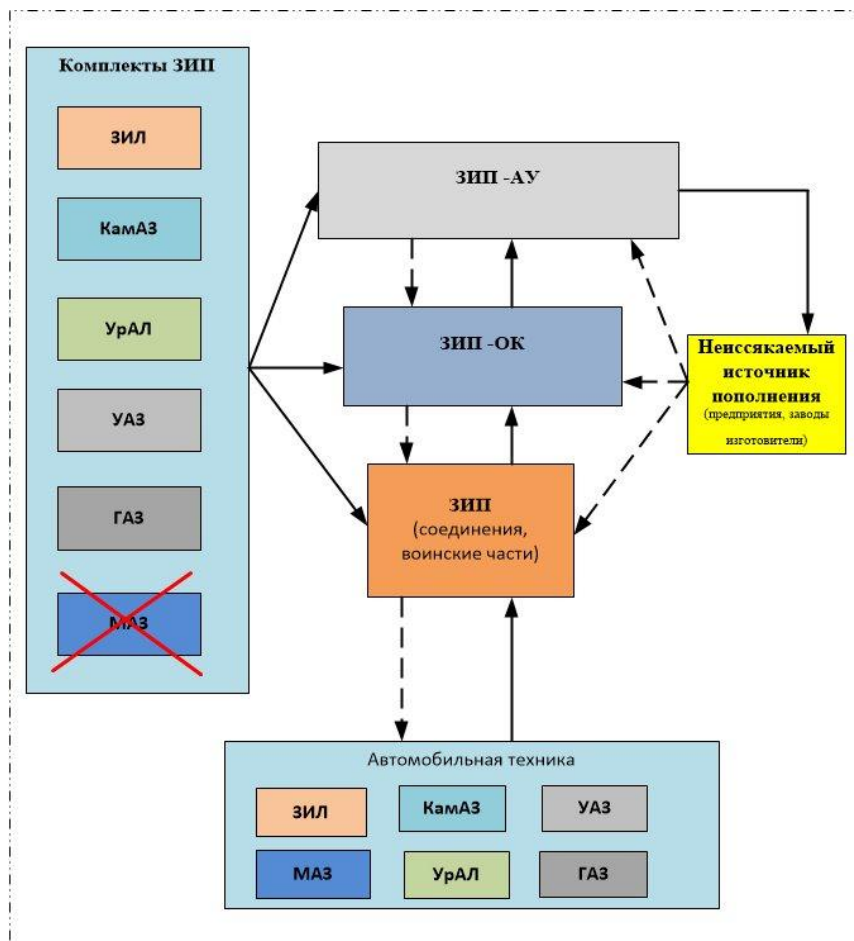 Комплекты ЗИП
ЗИЛ
КамАЗ
УрАЛ
УАЗ
ГАЗ
МАЗ
ЗИП -АУ
ЗИП -ОК
ЗИП
(соединения,
воинские части)
Неиссякаемый
источник
пополнения
(предприятия, заводы
изготовители)
Автомобильная техника
ЗИЛ
КамАЗ
УАЗ
МАЗ
УрАЛ
ГАЗ